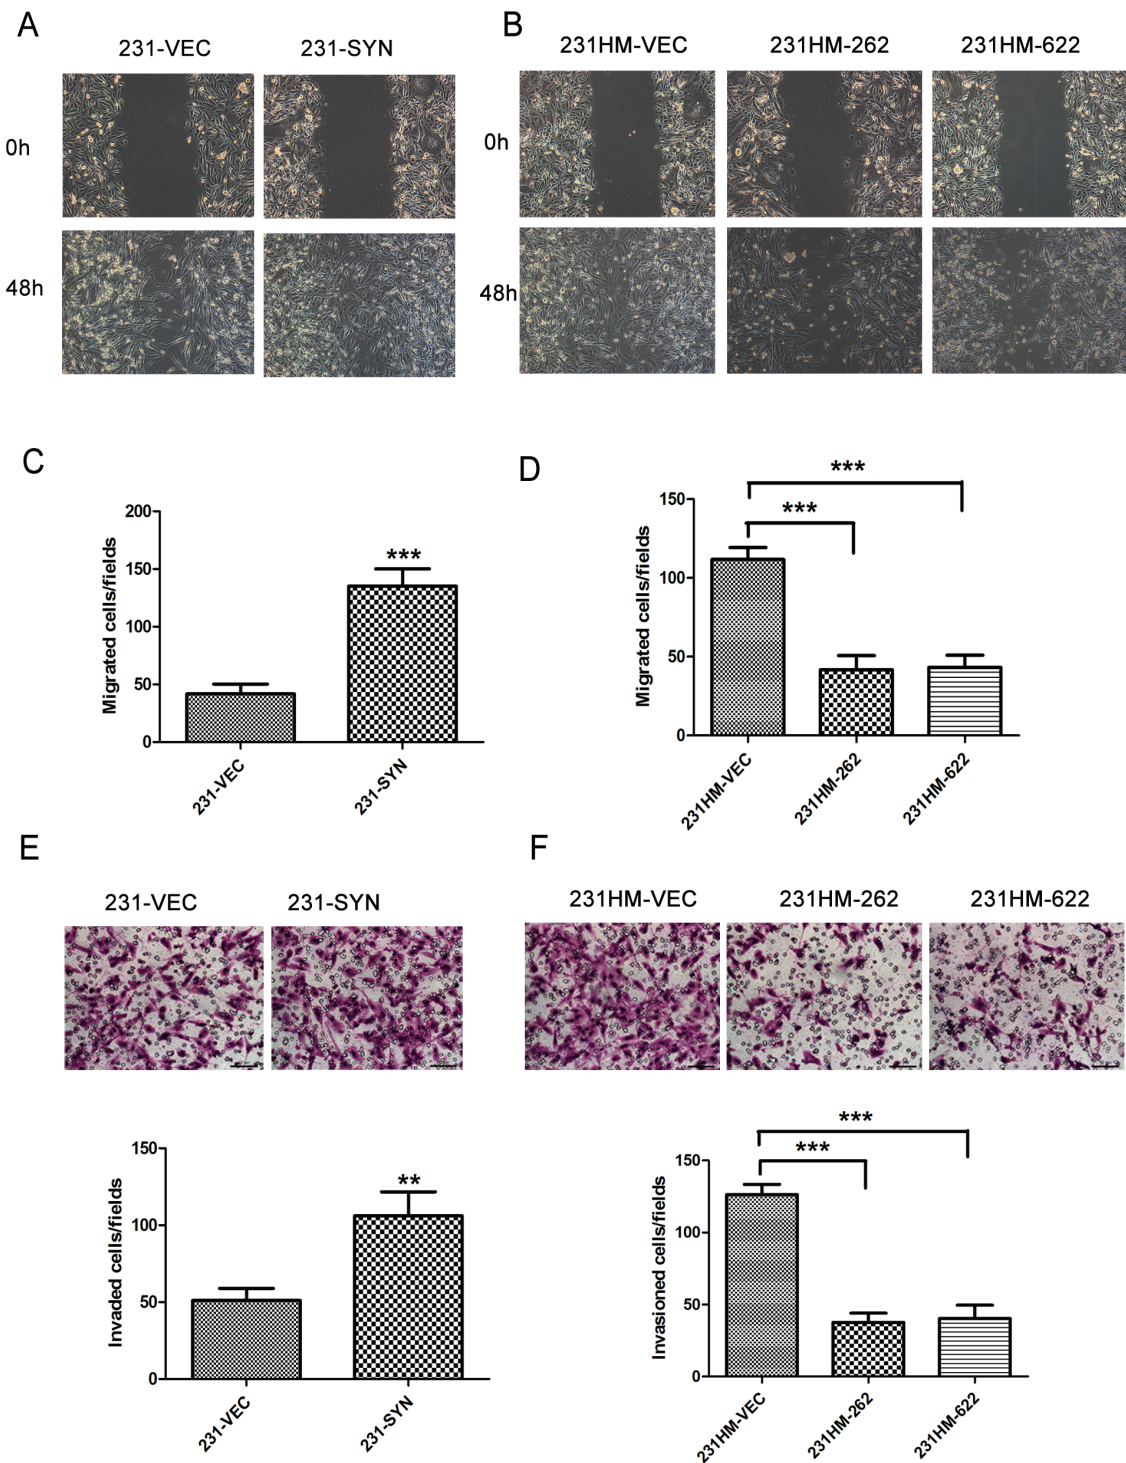 A
231-VEC 231-SYN
0h
48h
B
231HM-VEC 231HM-262 231HM-622
0h
48h
C
Migrated cells/fields
200
150
100
50
0
***
231-VEC
231-SYN
D
Migrated cells/fields
150
100
50
0
***
***
231HM-VEC
231HM-262
231HM-622
E
231-VEC 231-SYN
Invaded cells/fields
150
100
50
0
**
231-VEC
231-SYN
F
231HM-VEC 231HM-262 231HM-622
Invasioned cells/fields
150
100
50
0
***
***
231HM-VEC
231HM-262
231HM-622